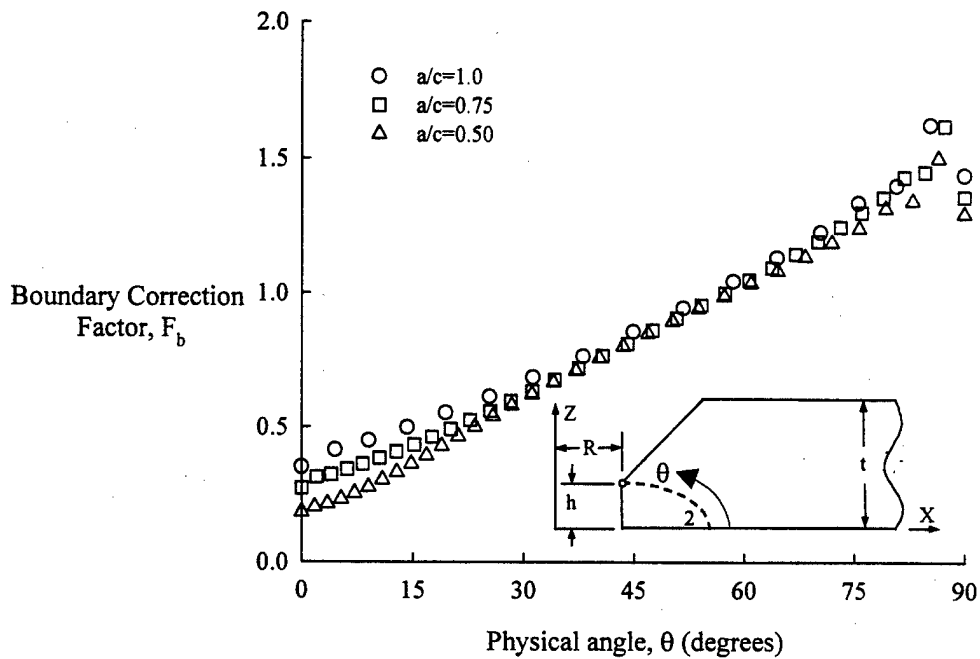 2.0
a/c=1.0
a/c=0.75
a/c=0.50
1.5
Boundary Correction
Factor, F_b
1.0
0.5
0.0
Z
R
θ
t
h
2
X
0 15 30 45 60 75 90
Physical angle, θ (degrees)